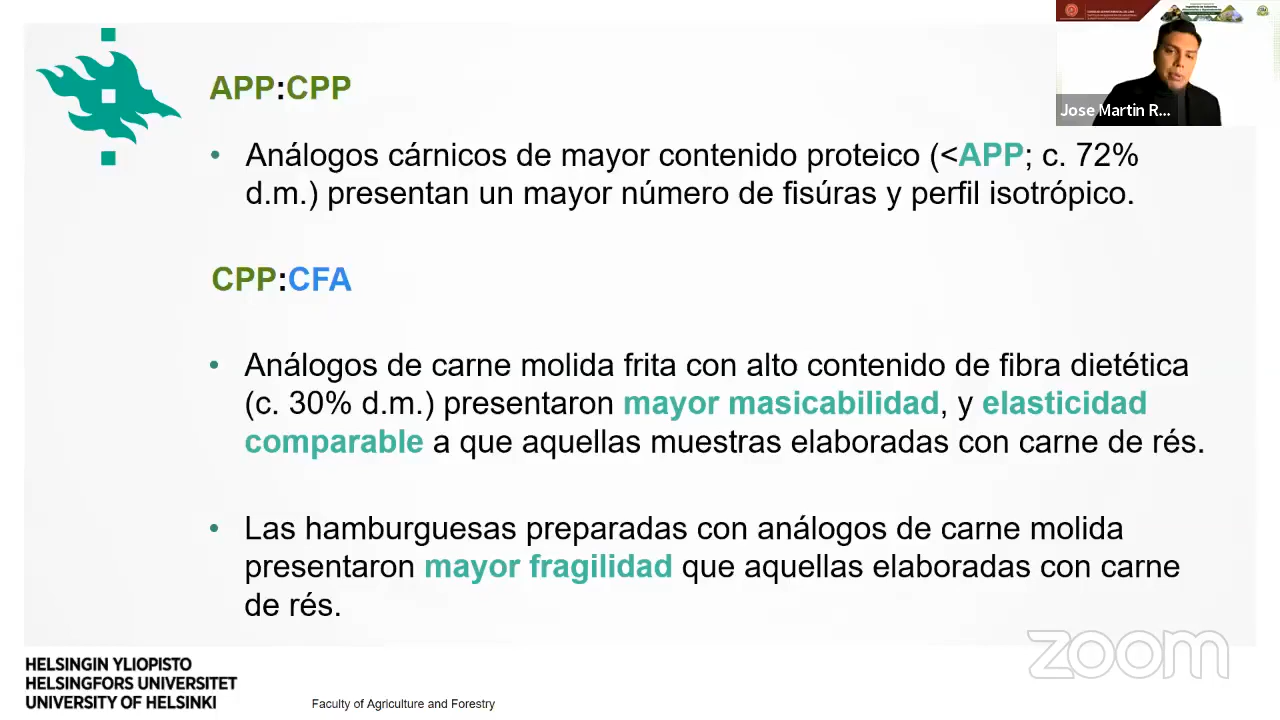 APP:CPP
• Análogos cárnicos de mayor contenido proteico (<APP; c. 72%
d.m.) presentan un mayor número de fisúras y perfil isotrópico.
CPP:CFA
• Análogos de carne molida frita con alto contenido de fibra dietética
(c. 30% d.m.) presentaron mayor masicabilidad, y elasticidad
comparable a que aquellas muestras elaboradas con carne de rés.
• Las hamburguesas preparadas con análogos de carne molida
presentaron mayor fragilidad que aquellas elaboradas con carne
de rés.
Jose Martin R...
zoom
HELSINGIN YLIOPISTO
HELSINGFORS UNIVERSITET
UNIVERSITY OF HELSINKI
Faculty of Agriculture and Forestry